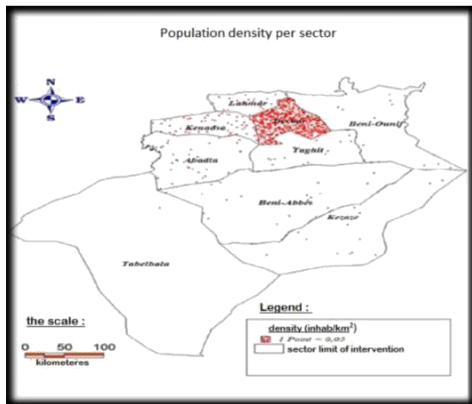 Population density per sector
N
W E
S
Lahmar
Bechar
Beni-Ounif
Kenadsa
Taghit
Abadla
Beni-Abbes
Kerzaz
Tabelbala
the scale :
0 50 100
kilometeres
Legend :
density (inhab/km²)
1 Point = 0,05
sector limit of intervention